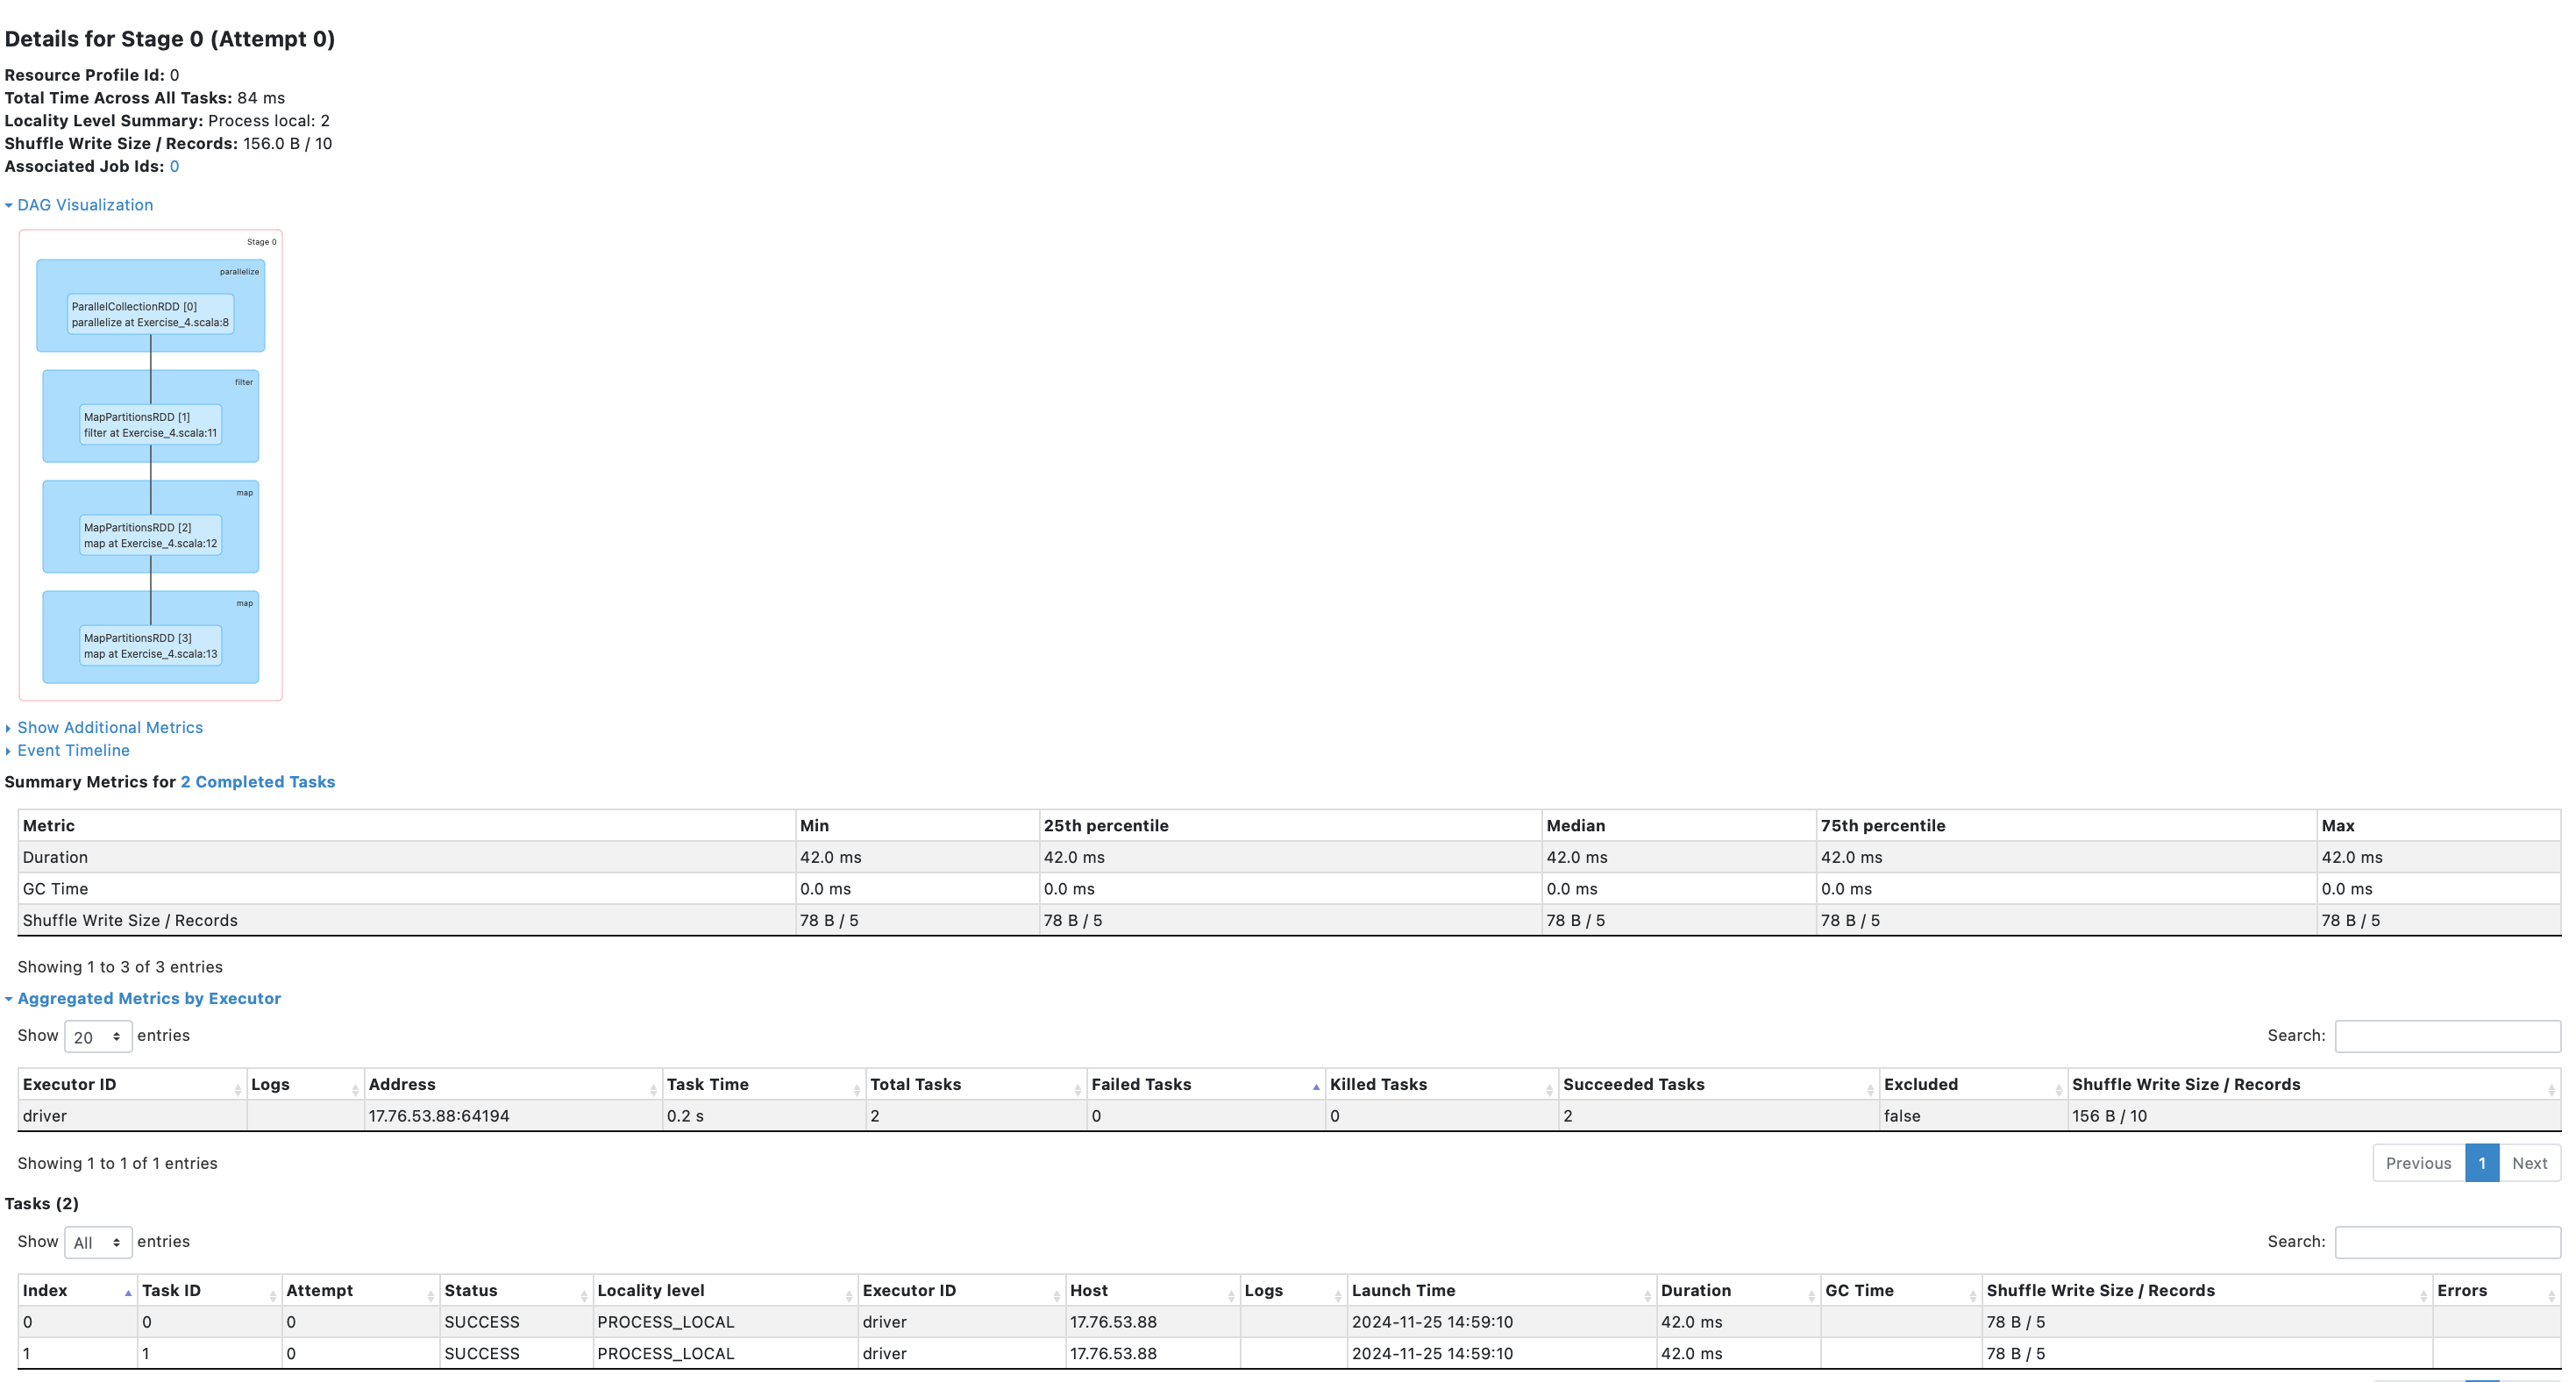 Details for Stage 0 (Attempt 0)
Resource Profile Id: 0
Total Time Across All Tasks: 84 ms
Locality Level Summary: Process local: 2
Shuffle Write Size / Records: 156.0 B / 10
Associated Job Ids: 0
DAG Visualization
Stage 0
parallelize
ParallelCollectionRDD [0]
parallelize at Exercise_4.scala:8
filter
MapPartitionsRDD [1]
filter at Exercise_4.scala:11
map
MapPartitionsRDD [2]
map at Exercise_4.scala:12
map
MapPartitionsRDD [3]
map at Exercise_4.scala:13
Show Additional Metrics
Event Timeline
Summary Metrics for 2 Completed Tasks
Metric Min 25th percentile Median 75th percentile Max
Duration 42.0 ms 42.0 ms 42.0 ms 42.0 ms 42.0 ms
GC Time 0.0 ms 0.0 ms 0.0 ms 0.0 ms 0.0 ms
Shuffle Write Size / Records 78 B / 5 78 B / 5 78 B / 5 78 B / 5 78 B / 5
Showing 1 to 3 of 3 entries
Aggregated Metrics by Executor
Show 20 entries Search:
Executor ID Logs Address Task Time Total Tasks Failed Tasks Killed Tasks Succeeded Tasks Excluded Shuffle Write Size / Records
driver 17.76.53.88:64194 0.2 s 2 0 0 2 false 156 B / 10
Showing 1 to 1 of 1 entries Previous 1 Next
Tasks (2)
Show All entries Search:
Index Task ID Attempt Status Locality level Executor ID Host Logs Launch Time Duration GC Time Shuffle Write Size / Records Errors
0 0 0 SUCCESS PROCESS_LOCAL driver 17.76.53.88 2024-11-25 14:59:10 42.0 ms 78 B / 5
1 1 0 SUCCESS PROCESS_LOCAL driver 17.76.53.88 2024-11-25 14:59:10 42.0 ms 78 B / 5